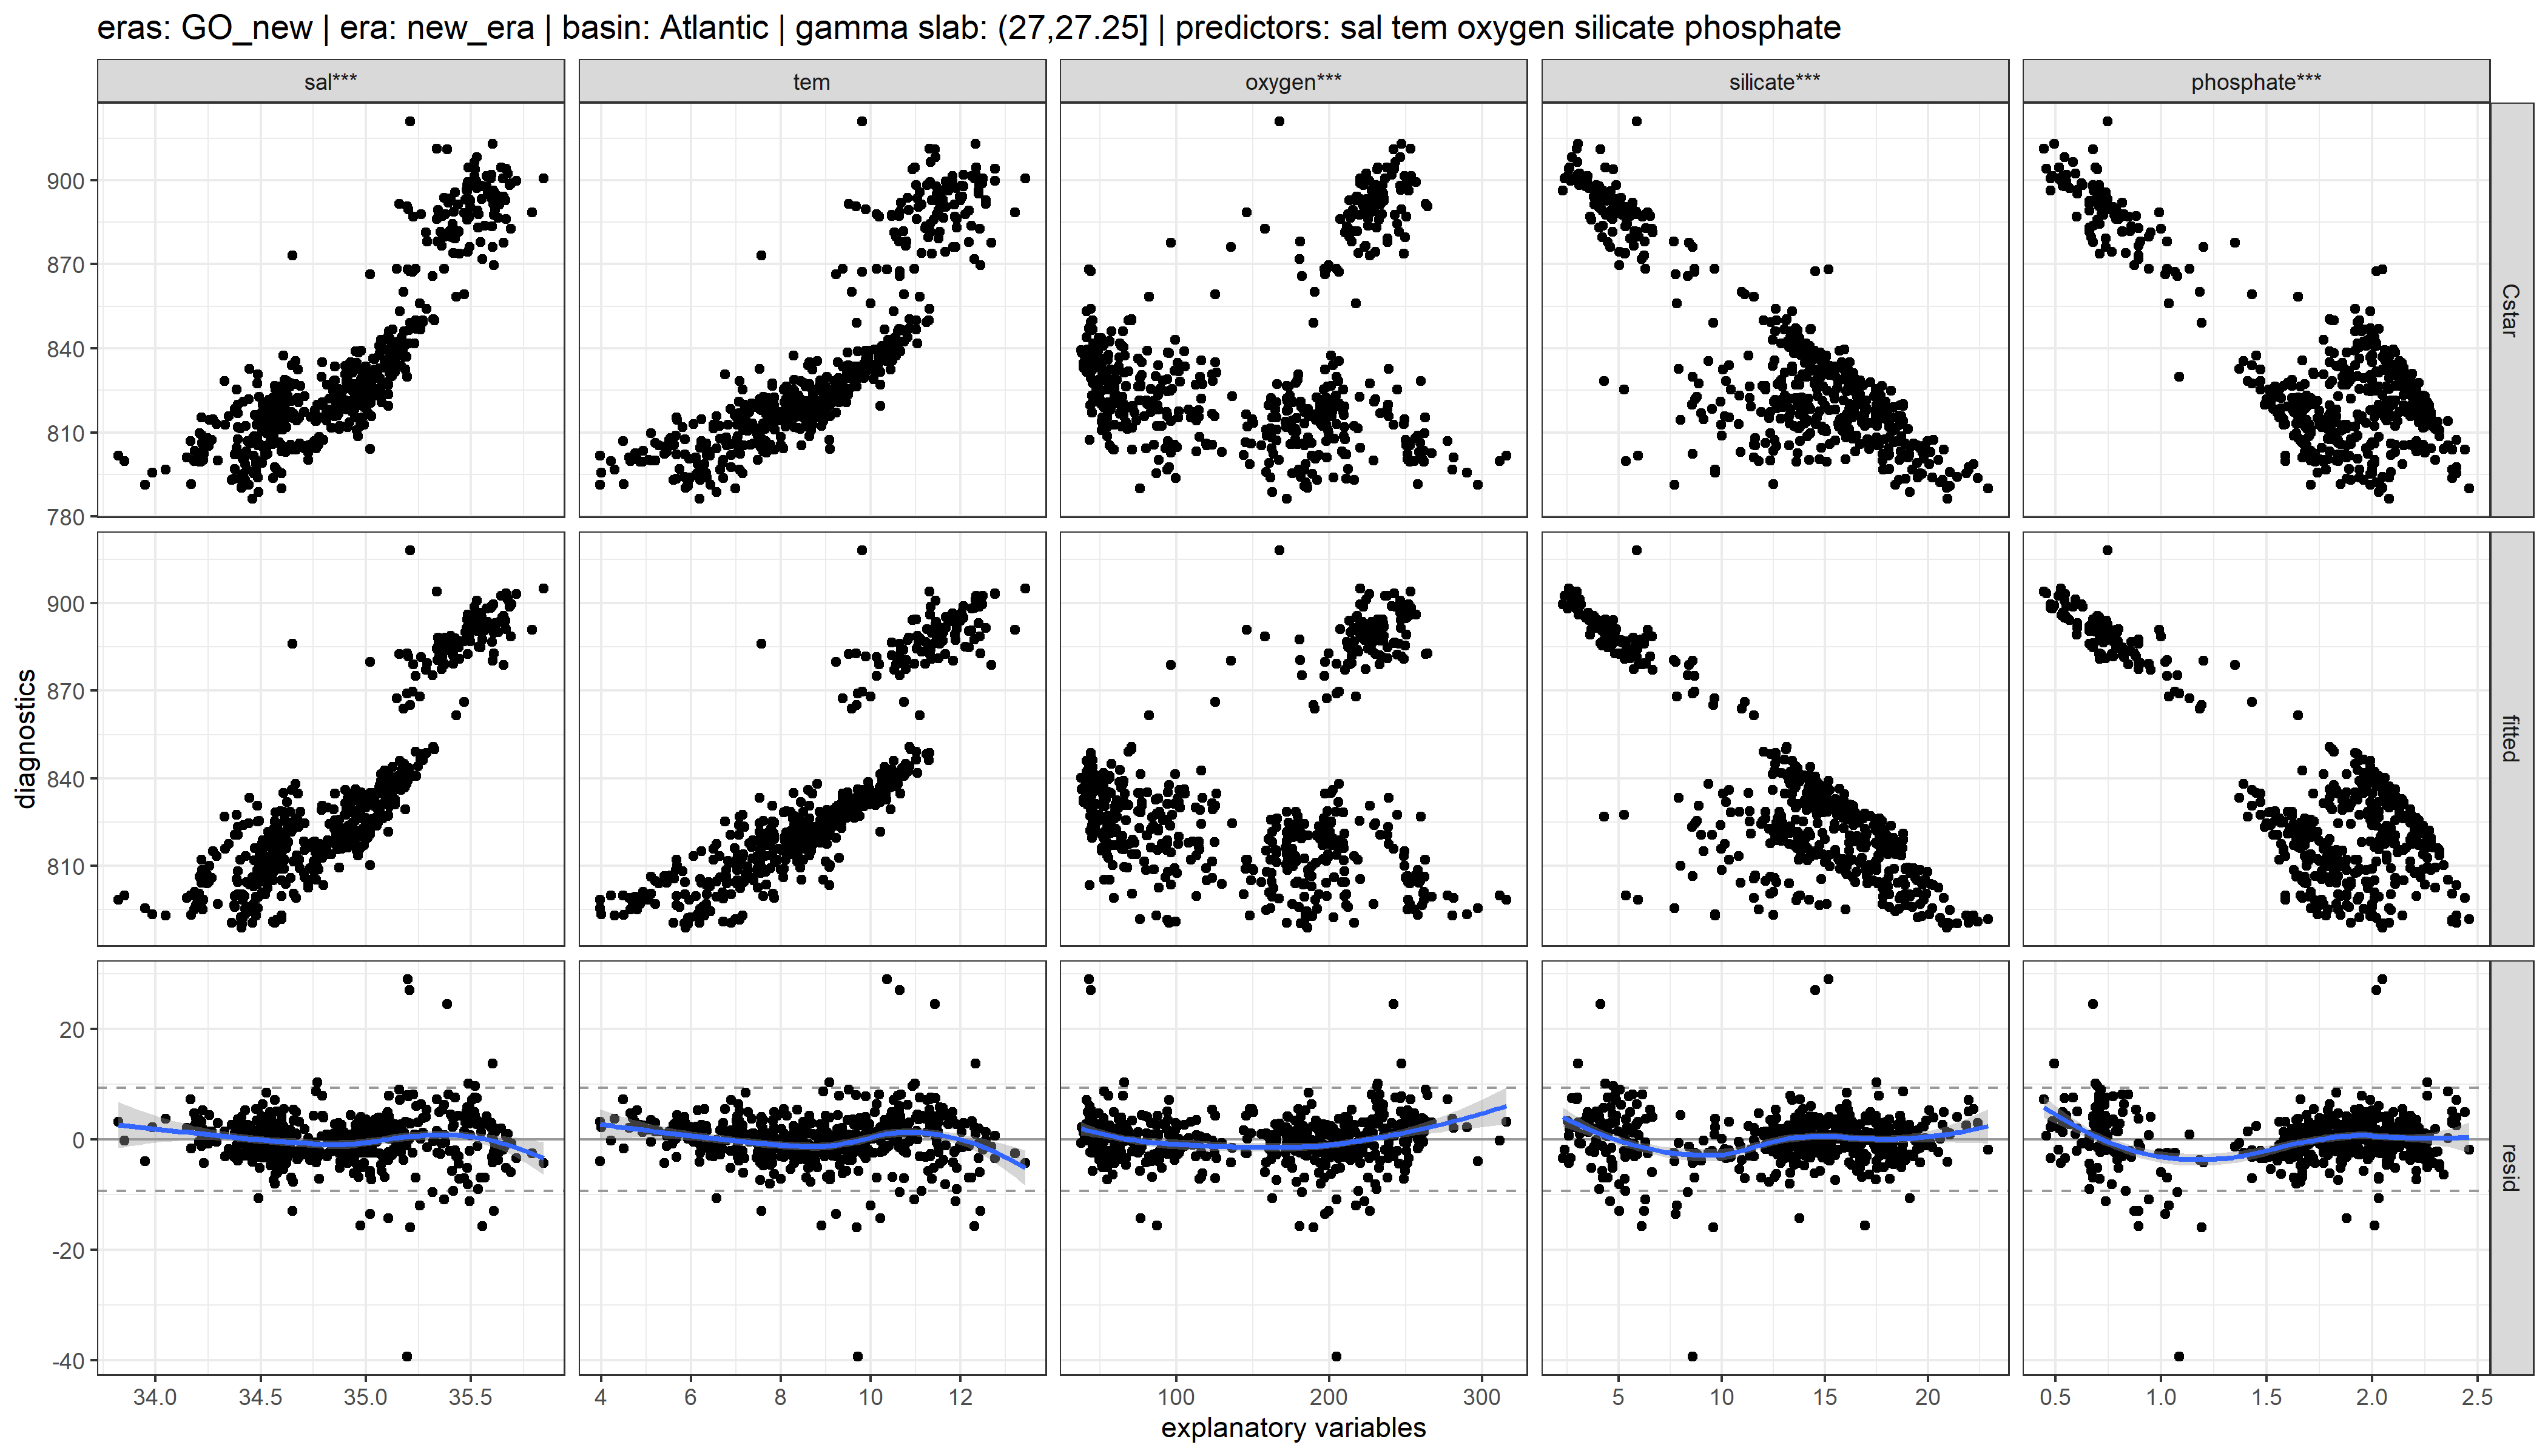 eras: GO_new | era: new_era | basin: Atlantic | gamma slab: (27,27.25] | predictors: sal tem oxygen silicate phosphate
sal*** tem oxygen*** silicate*** phosphate***
900
870
840
810
780
Cstar
900
870
840
810
fitted
diagnostics
20
0
-20
-40
resid
34.0 34.5 35.0 35.5 4 6 8 10 12 100 200 300 5 10 15 20 0.5 1.0 1.5 2.0 2.5
explanatory variables